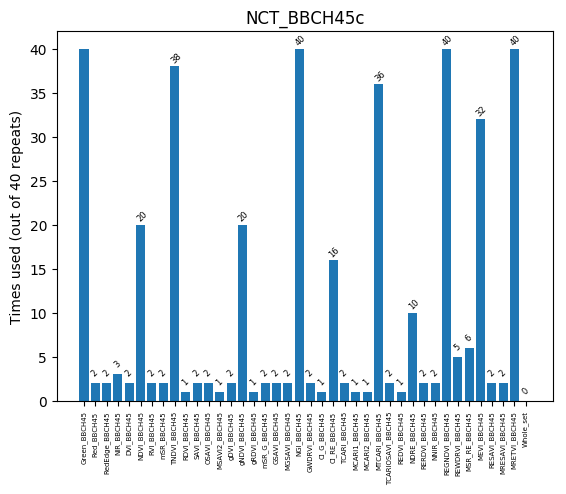 NCT_BBCH45c
Times used (out of 40 repeats)
40
35
30
25
20
15
10
5
0
2
2
3
2
20
2
2
38
1
2
2
1
2
20
1
2
2
2
40
2
1
16
2
1
1
36
2
1
10
2
2
40
5
6
32
2
2
40
0
Green_BBCH45
Red_BBCH45
RedEdge_BBCH45
NIR_BBCH45
DVI_BBCH45
NDVI_BBCH45
RVI_BBCH45
mSR_BBCH45
TNDVI_BBCH45
RDVI_BBCH45
SAVI_BBCH45
OSAVI_BBCH45
MSAVI2_BBCH45
gDVI_BBCH45
gNDVI_BBCH45
gRDVI_BBCH45
mSR_G_BBCH45
GSAVI_BBCH45
MGSAVI_BBCH45
NGI_BBCH45
GWDRVI_BBCH45
CI_G_BBCH45
CI_RE_BBCH45
TCARI_BBCH45
MCARI1_BBCH45
MCARI2_BBCH45
MTCARI_BBCH45
TCARIOSAVI_BBCH45
REDVI_BBCH45
NDRE_BBCH45
RERDVI_BBCH45
NNIR_BBCH45
REGNDVI_BBCH45
REWDRVI_BBCH45
MSR_RE_BBCH45
MEVI_BBCH45
RESAVI_BBCH45
MRESAVI_BBCH45
MRETVI_BBCH45
Whole_set